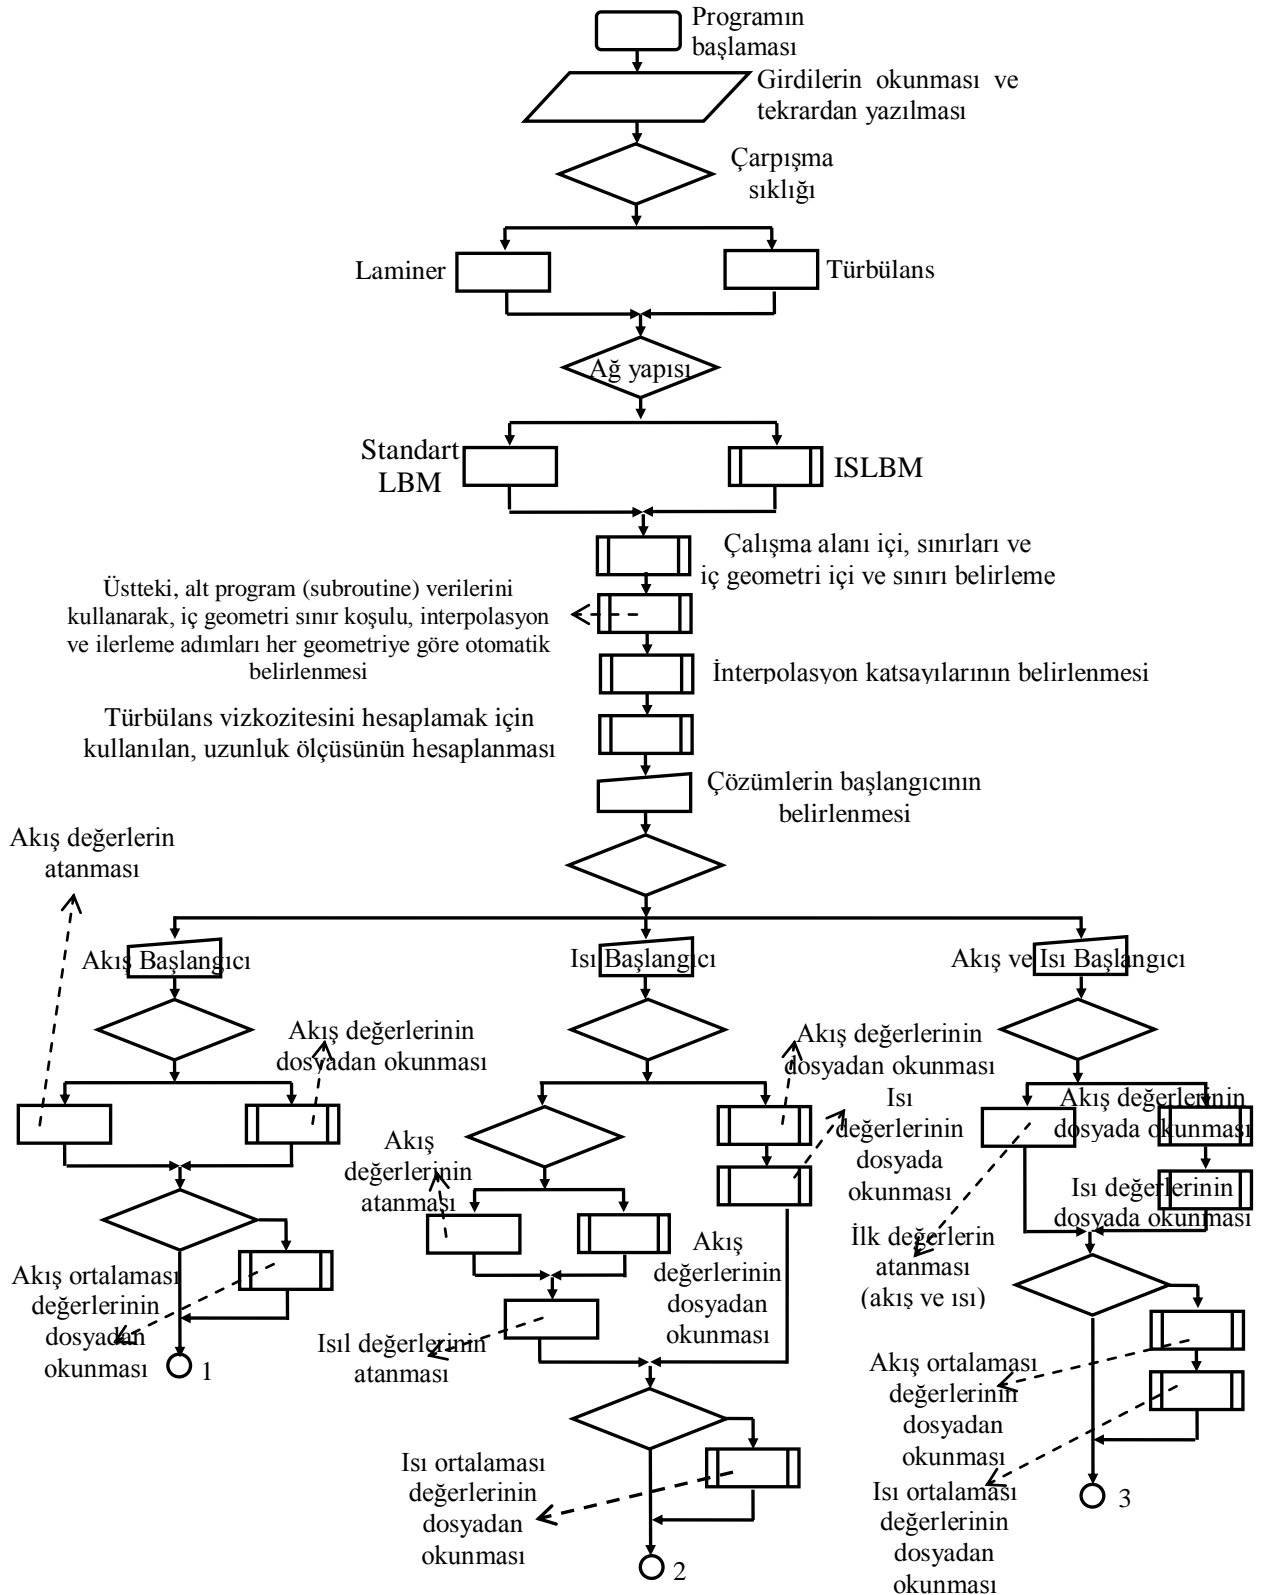 Programın
başlaması
Girdilerin okunması ve
tekrardan yazılması
Çarpışma
sıklığı
Laminer
Türbülans
Ağ yapısı
Standart
LBM
ISLBM
Çalışma alanı içi, sınırları ve
iç geometri içi ve sınırı belirleme
Üstteki, alt program (subroutine) verilerini
kullanarak, iç geometri sınır koşulu, interpolasyon
ve ilerleme adımları her geometriye göre otomatik
belirlenmesi
İnterpolasyon katsayılarının belirlenmesi
Türbülans vizkozitesini hesaplamak için
kullanılan, uzunluk ölçüsünün hesaplanması
Çözümlerin başlangıcının
belirlenmesi
Akış değerlerin
atanması
Akış Başlangıcı
Isı Başlangıcı
Akış ve Isı Başlangıcı
Akış değerlerinin
dosyadan okunması
Akış değerlerinin
dosyadan okunması
Isı
değerlerinin
dosyada
okunması
Akış değerlerinin
dosyada okunması
Isı değerlerinin
dosyada okunması
Akış
değerlerinin
atanması
Akış
değerlerinin
dosyadan
okunması
İlk değerlerin
atanması
(akış ve ısı)
Akış ortalaması
değerlerinin
dosyadan
okunması
1
Isıl değerlerinin
atanması
Akış ortalaması
değerlerinin
dosyadan
okunması
Isı ortalaması
değerlerinin
dosyadan
okunması
2
Isı ortalaması
değerlerinin
dosyadan
okunması
3